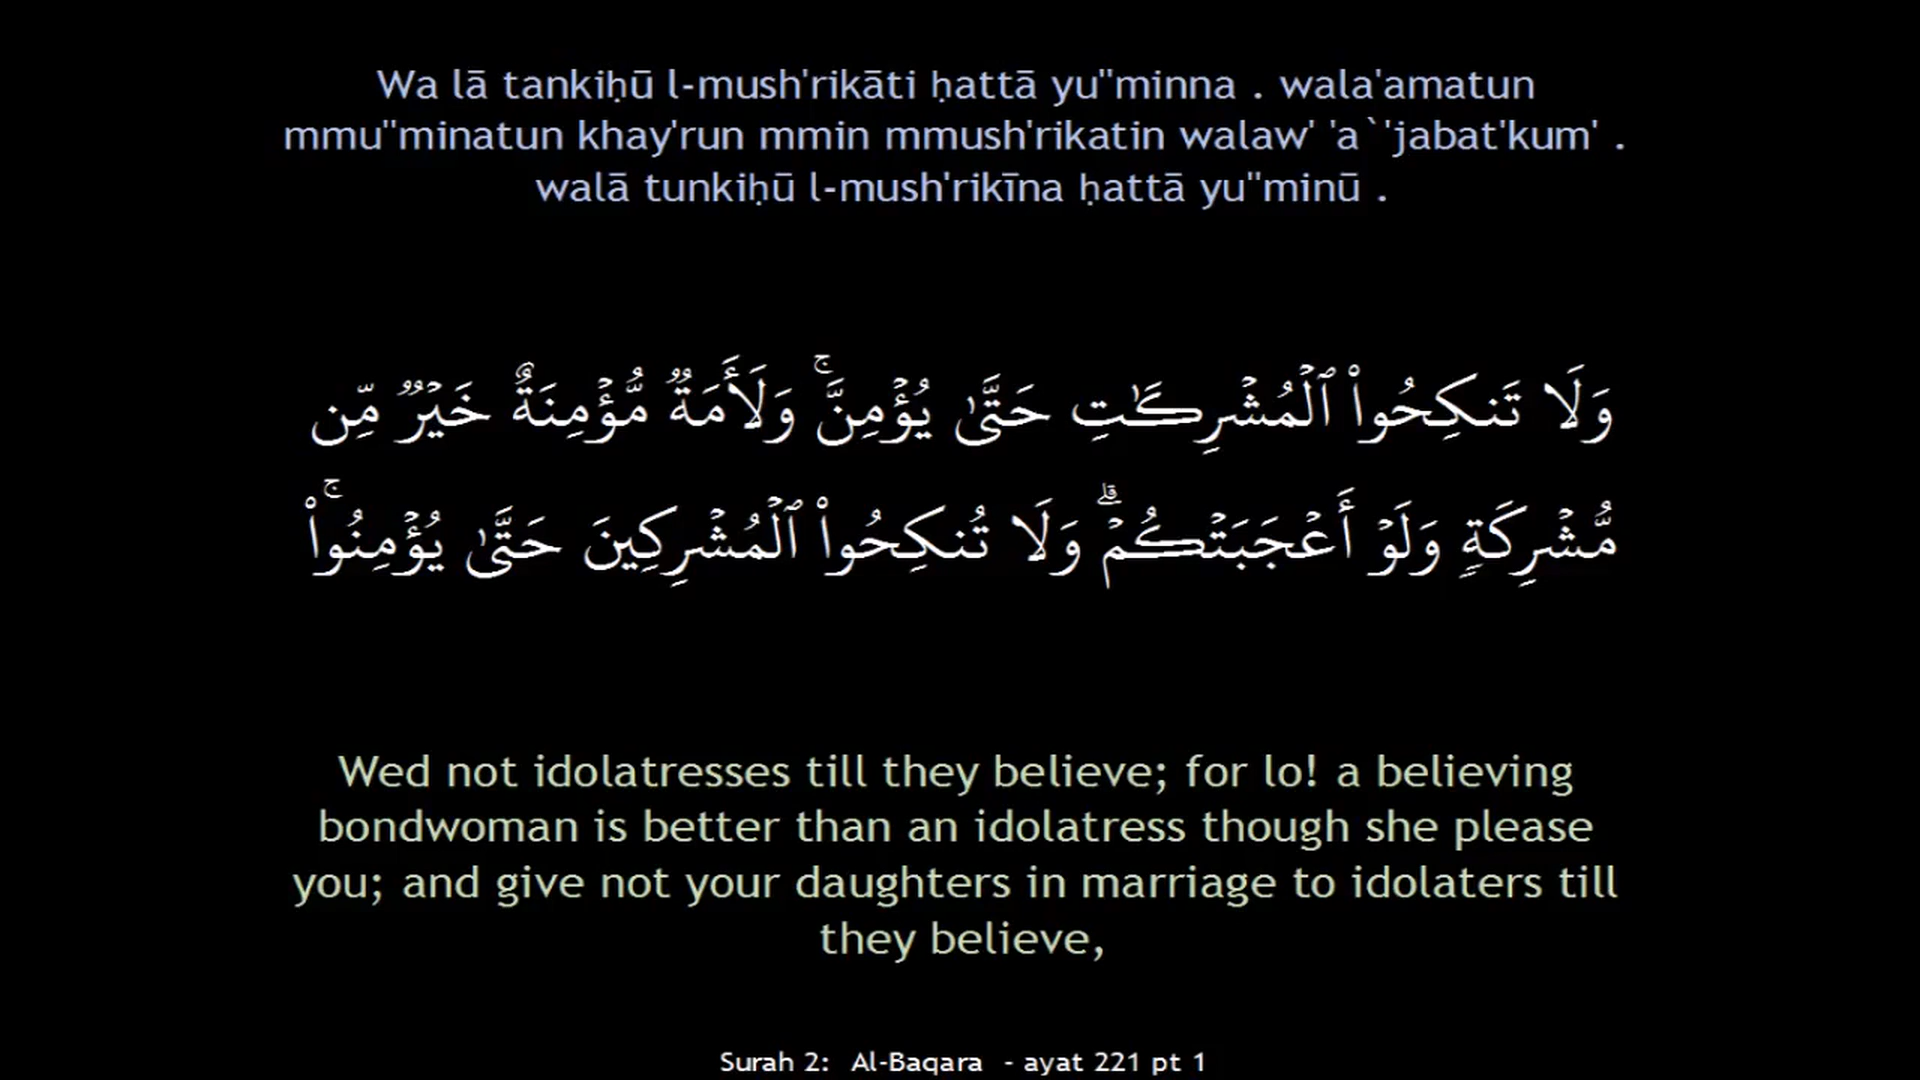 Wa lā tankiḥū l-mush'rikāti ḥattā yu"minna . wala'amatun
mmu"minatun khay'run mmin mmush'rikatin walaw' 'a`'jabat'kum' .
walā tunkiḥū l-mush'rikīna ḥattā yu"minū .
وَلَا تَنكِحُوا۟ ٱلْمُشْرِكَـٰتِ حَتَّىٰ يُؤْمِنَّ ۚ وَلَأَمَةٌ مُّؤْمِنَةٌ خَيْرٌ مِّن
مُّشْرِكَةٍ وَلَوْ أَعْجَبَتْكُمْ ۗ وَلَا تُنكِحُوا۟ ٱلْمُشْرِكِينَ حَتَّىٰ يُؤْمِنُوا۟ ۚ
Wed not idolatresses till they believe; for lo! a believing
bondwoman is better than an idolatress though she please
you; and give not your daughters in marriage to idolaters till
they believe,
Surah 2: Al-Baqara - ayat 221 pt 1